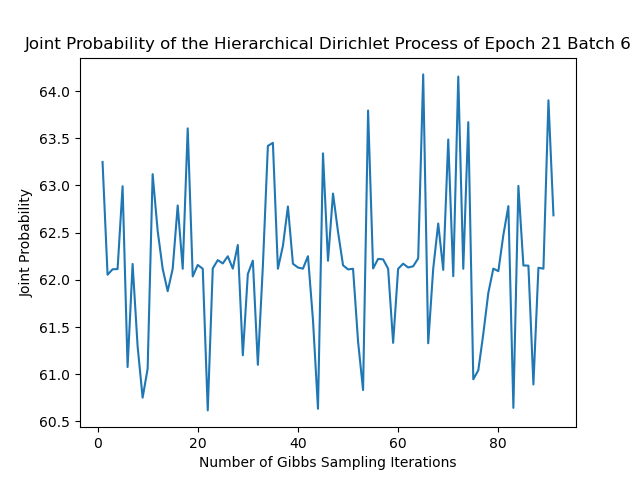 Joint Probability of the Hierarchical Dirichlet Process of Epoch 21 Batch 6
64.0
63.5
63.0
62.5
62.0
61.5
61.0
60.5
Joint Probability
0 20 40 60 80
Number of Gibbs Sampling Iterations